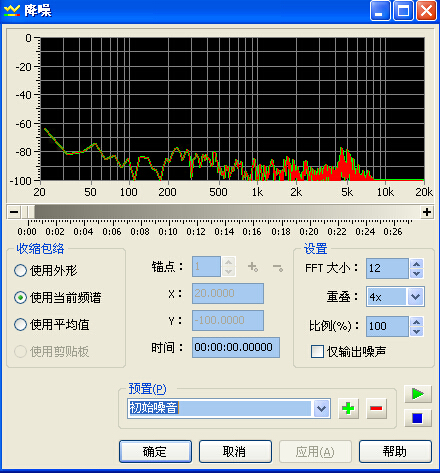 降噪
0
-20
-40
-60
-80
-100
20 50 100 200 500 1k 2k 5k 10k 20k
0:00 0:02 0:04 0:06 0:08 0:10 0:12 0:14 0:16 0:18 0:20 0:22 0:24 0:26
收缩包络
使用外形
使用当前频谱
使用平均值
使用剪贴板
锚点： 1
X： 20.0000
Y： -100.0000
时间： 00:00:00.00000
设置
FFT 大小： 12
重叠： 4x
比例(%)： 100
仅输出噪声
预置(P)
初始噪音
确定 取消 应用(A) 帮助